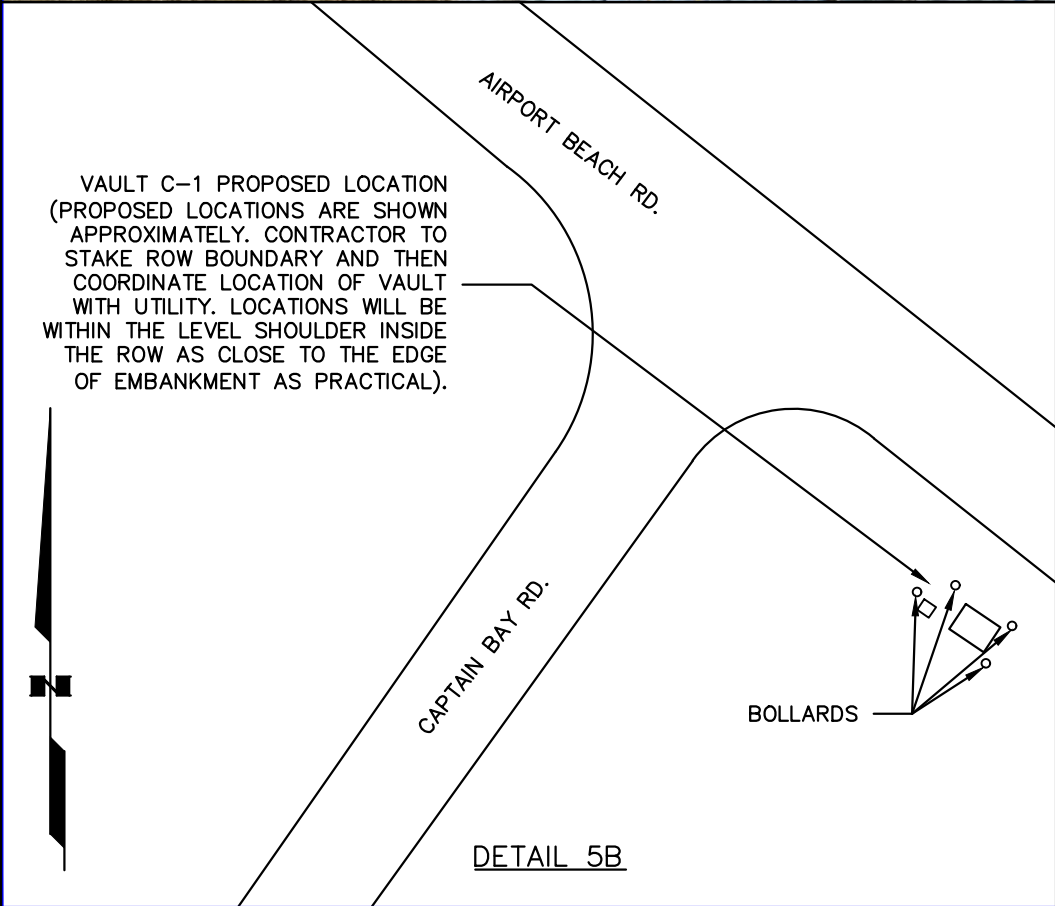 AIRPORT BEACH RD.
VAULT C-1 PROPOSED LOCATION
(PROPOSED LOCATIONS ARE SHOWN
APPROXIMATELY. CONTRACTOR TO
STAKE ROW BOUNDARY AND THEN
COORDINATE LOCATION OF VAULT
WITH UTILITY. LOCATIONS WILL BE
WITHIN THE LEVEL SHOULDER INSIDE
THE ROW AS CLOSE TO THE EDGE
OF EMBANKMENT AS PRACTICAL).
CAPTAIN BAY RD.
N
BOLLARDS
DETAIL 5B